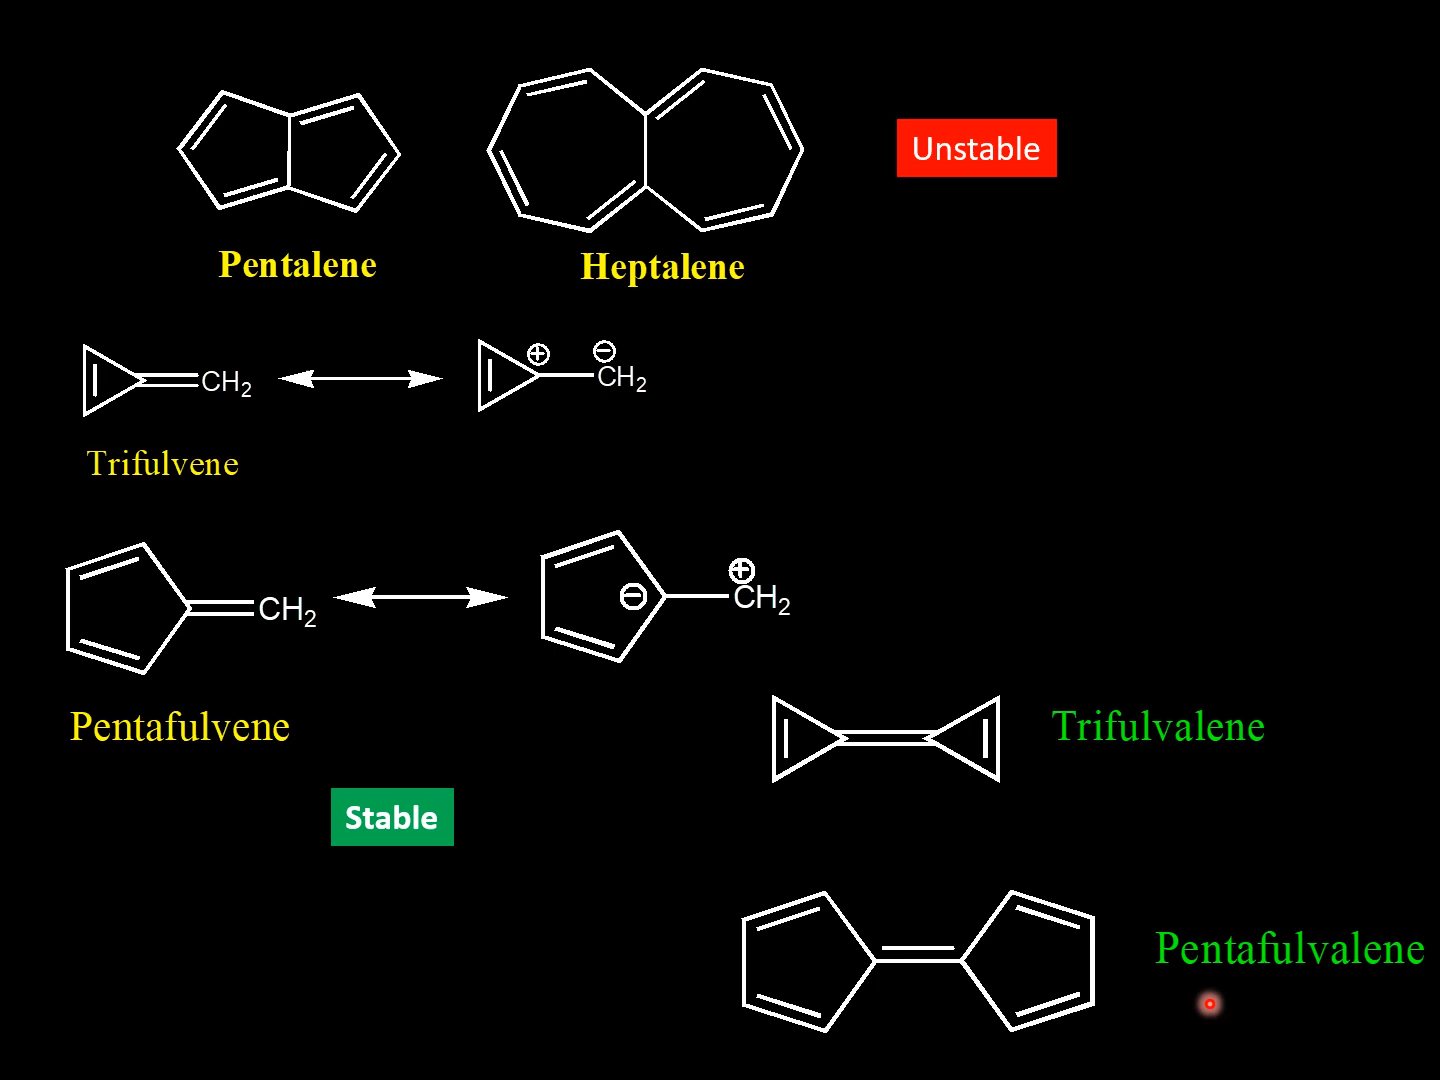 Unstable
Pentalene
Heptalene
CH2
⊕ ⊖
CH2
Trifulvene
CH2
⊖ ⊕
CH2
Pentafulvene
Trifulvalene
Stable
Pentafulvalene